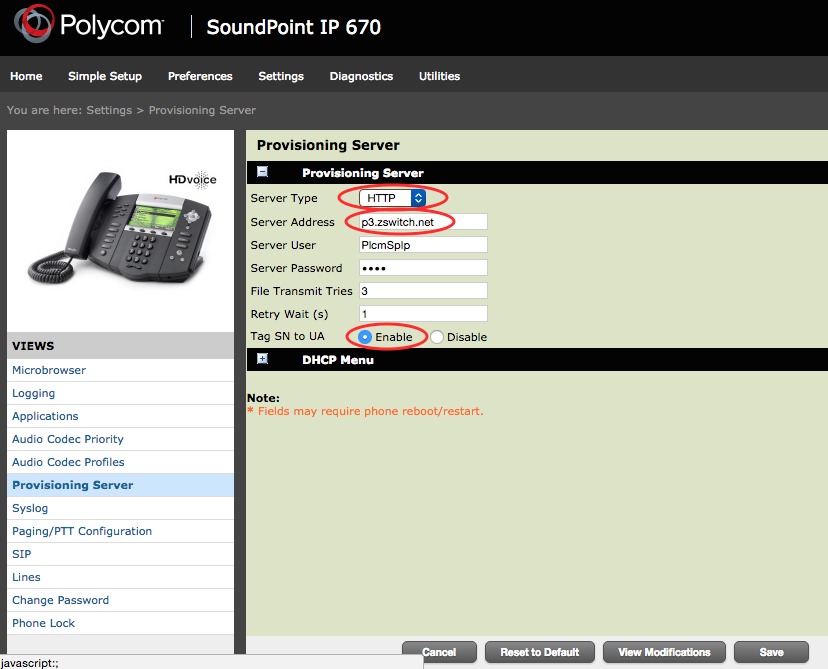 Polycom | SoundPoint IP 670
Home Simple Setup Preferences Settings Diagnostics Utilities
You are here: Settings > Provisioning Server
HDvoice
VIEWS
Microbrowser
Logging
Applications
Audio Codec Priority
Audio Codec Profiles
Provisioning Server
Syslog
Paging/PTT Configuration
SIP
Lines
Change Password
Phone Lock
Provisioning Server
Provisioning Server
Server Type HTTP
Server Address p3.zswitch.net
Server User PlcmSpIp
Server Password ••••
File Transmit Tries 3
Retry Wait (s) 1
Tag SN to UA Enable Disable
DHCP Menu
Note:
* Fields may require phone reboot/restart.
Cancel Reset to Default View Modifications Save
javascript:;